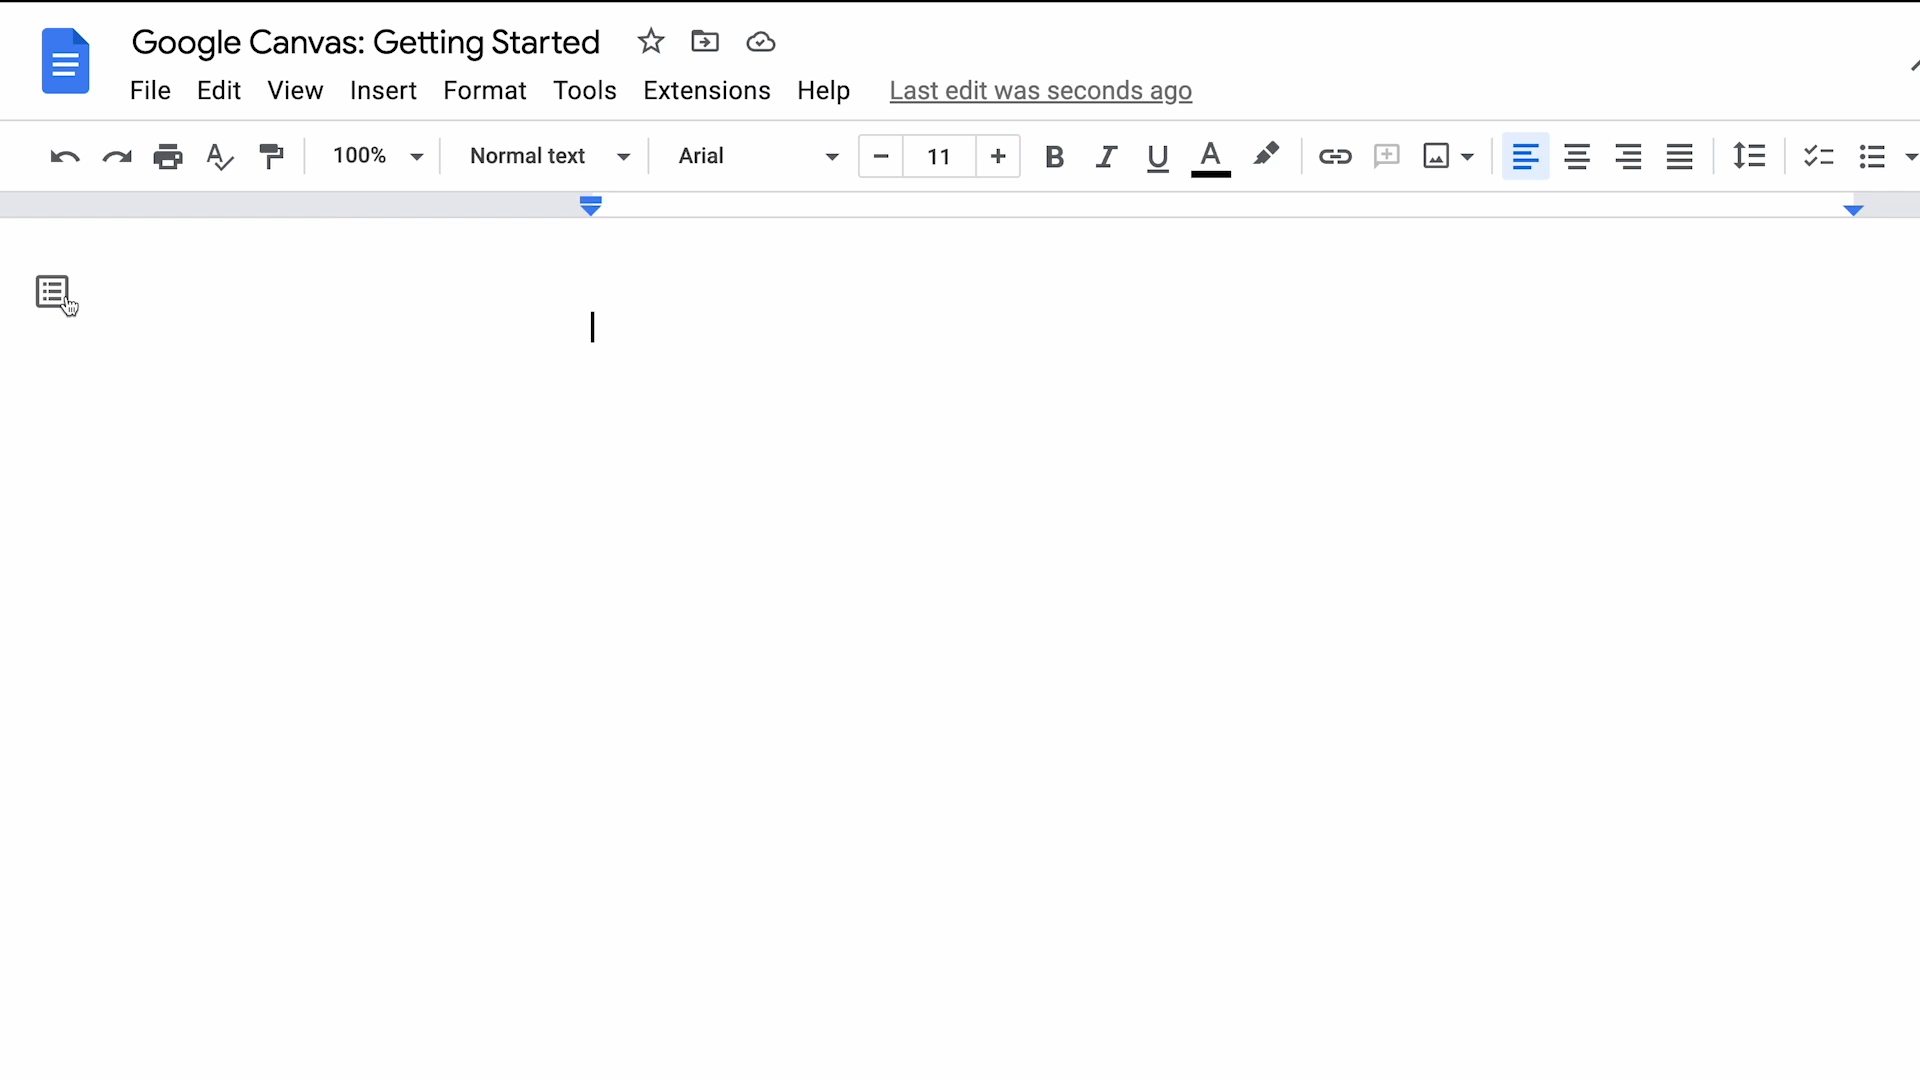 Google Canvas: Getting Started
File Edit View Insert Format Tools Extensions Help Last edit was seconds ago
100% Normal text Arial 11 B I U A